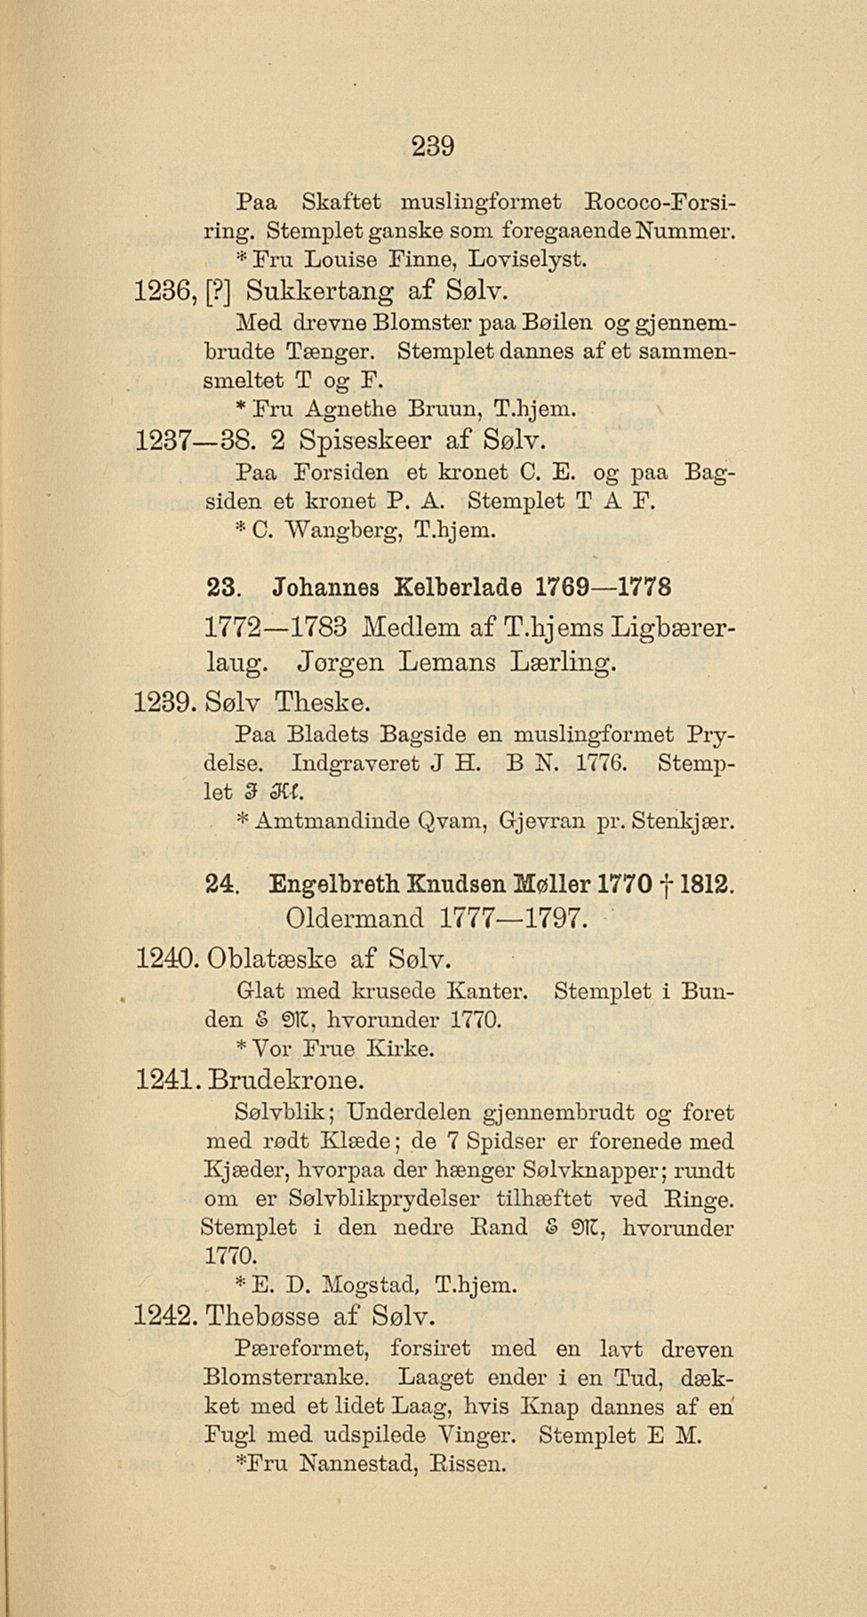 239
Paa Skaftet muslingformet Rococo-Forsi-
ring. Stemplet ganske som foregaaende Nummer.
* Fru Louise Finne, Loviselyst.
1236, [?] Sukkertang af Sølv.
Med drevne Blomster paa Bøilen og gjennem-
brudte Tænger. Stemplet dannes af et sammen-
smeltet T og F.
* Fru Agnethe Bruun, T.hjem.
1237—38. 2 Spiseskeer af Sølv.
Paa Forsiden et kronet C. E. og paa Bag-
siden et kronet P. A. Stemplet T A F.
* C. Wangberg, T.hjem.
23. Johannes Kelberlade 1769—1778
1772—1783 Medlem af T.hjems Ligbærer-
laug. Jørgen Lemans Lærling.
1239. Sølv Theske.
Paa Bladets Bagside en muslingformet Pry-
delse. Indgraveret J H. B N. 1776. Stemp-
let J Kl.
* Amtmandinde Qvam, Gjevran pr. Stenkjær.
24. Engelbreth Knudsen Møller 1770 † 1812.
Oldermand 1777—1797.
1240. Oblatæske af Sølv.
Glat med krusede Kanter. Stemplet i Bun-
den E M, hvorunder 1770.
* Vor Frue Kirke.
1241. Brudekrone.
Sølvblik; Underdelen gjennembrudt og foret
med rødt Klæde; de 7 Spidser er forenede med
Kjæder, hvorpaa der hænger Sølvknapper; rundt
om er Sølvblikprydelser tilhæftet ved Ringe.
Stemplet i den nedre Rand E M, hvorunder
1770.
* E. D. Mogstad, T.hjem.
1242. Thebøsse af Sølv.
Pæreformet, forsiret med en lavt dreven
Blomsterranke. Laaget ender i en Tud, dæk-
ket med et lidet Laag, hvis Knap dannes af en
Fugl med udspilede Vinger. Stemplet E M.
*Fru Nannestad, Rissen.